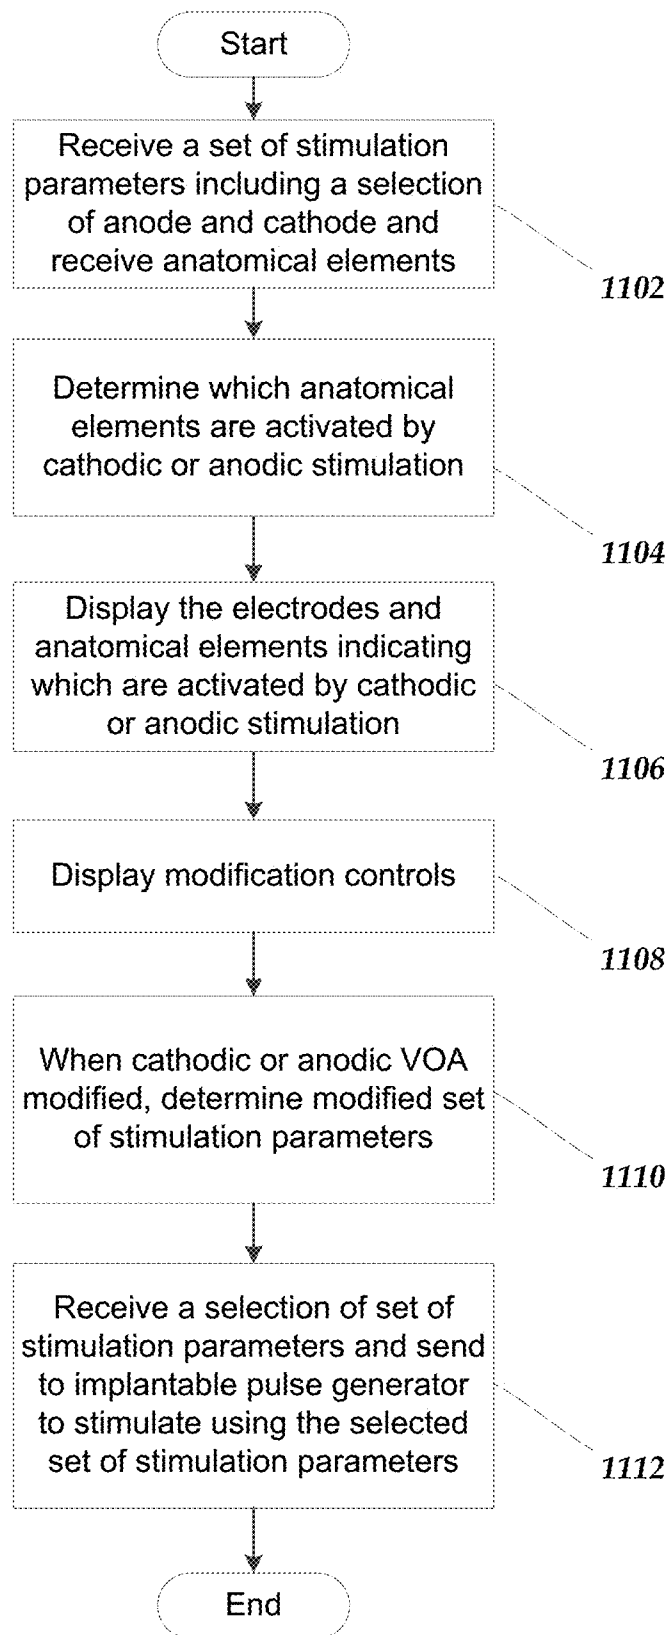 Start
Receive a set of stimulation
parameters including a selection
of anode and cathode and
receive anatomical elements
1102
Determine which anatomical
elements are activated by
cathodic or anodic stimulation
1104
Display the electrodes and
anatomical elements indicating
which are activated by cathodic
or anodic stimulation
1106
Display modification controls
1108
When cathodic or anodic VOA
modified, determine modified set
of stimulation parameters
1110
Receive a selection of set of
stimulation parameters and send
to implantable pulse generator
to stimulate using the selected
set of stimulation parameters
1112
End